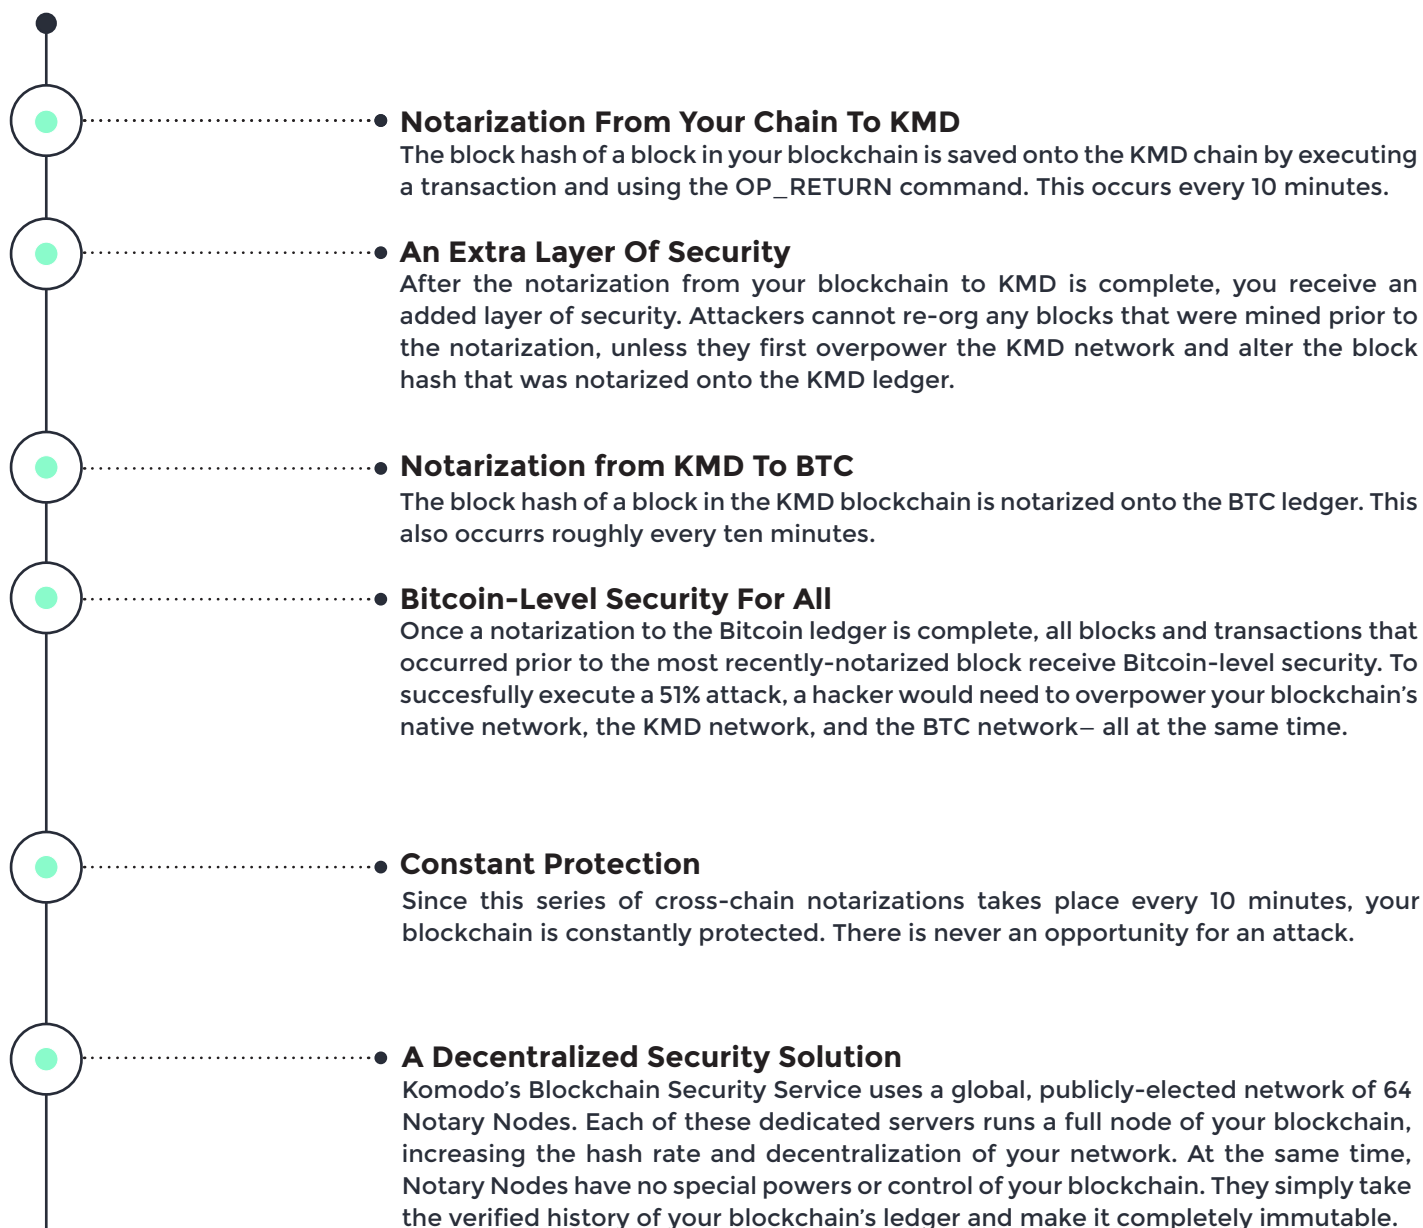 Notarization From Your Chain To KMD
The block hash of a block in your blockchain is saved onto the KMD chain by executing
a transaction and using the OP_RETURN command. This occurs every 10 minutes.
An Extra Layer Of Security
After the notarization from your blockchain to KMD is complete, you receive an
added layer of security. Attackers cannot re-org any blocks that were mined prior to
the notarization, unless they first overpower the KMD network and alter the block
hash that was notarized onto the KMD ledger.
Notarization from KMD To BTC
The block hash of a block in the KMD blockchain is notarized onto the BTC ledger. This
also occurrs roughly every ten minutes.
Bitcoin-Level Security For All
Once a notarization to the Bitcoin ledger is complete, all blocks and transactions that
occurred prior to the most recently-notarized block receive Bitcoin-level security. To
succesfully execute a 51% attack, a hacker would need to overpower your blockchain’s
native network, the KMD network, and the BTC network– all at the same time.
Constant Protection
Since this series of cross-chain notarizations takes place every 10 minutes, your
blockchain is constantly protected. There is never an opportunity for an attack.
A Decentralized Security Solution
Komodo’s Blockchain Security Service uses a global, publicly-elected network of 64
Notary Nodes. Each of these dedicated servers runs a full node of your blockchain,
increasing the hash rate and decentralization of your network. At the same time,
Notary Nodes have no special powers or control of your blockchain. They simply take
the verified history of your blockchain’s ledger and make it completely immutable.